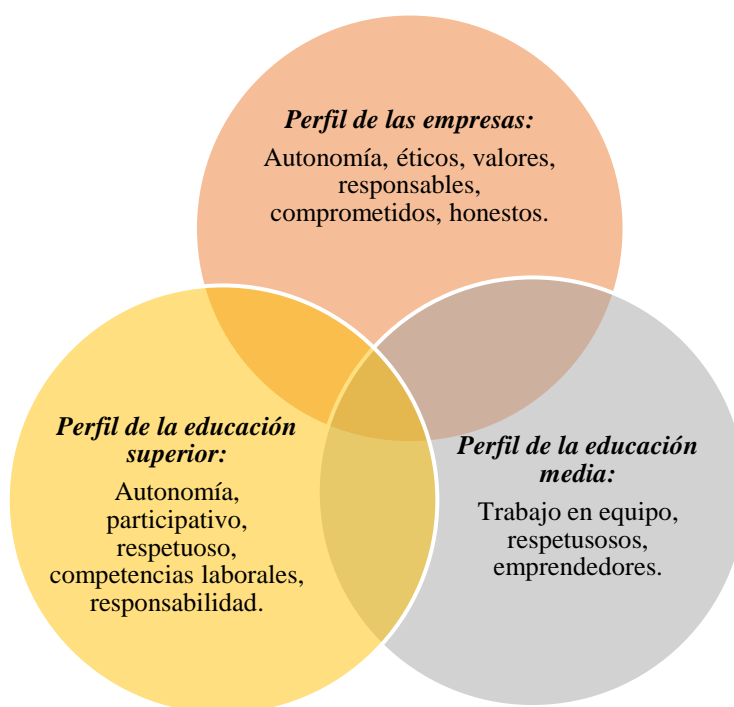 Perfil de las empresas:
Autonomía, éticos, valores,
responsables,
comprometidos, honestos.
Perfil de la educación
superior:
Autonomía,
participativo,
respetuoso,
competencias laborales,
responsabilidad.
Perfil de la educación
media:
Trabajo en equipo,
respetusosos,
emprendedores.